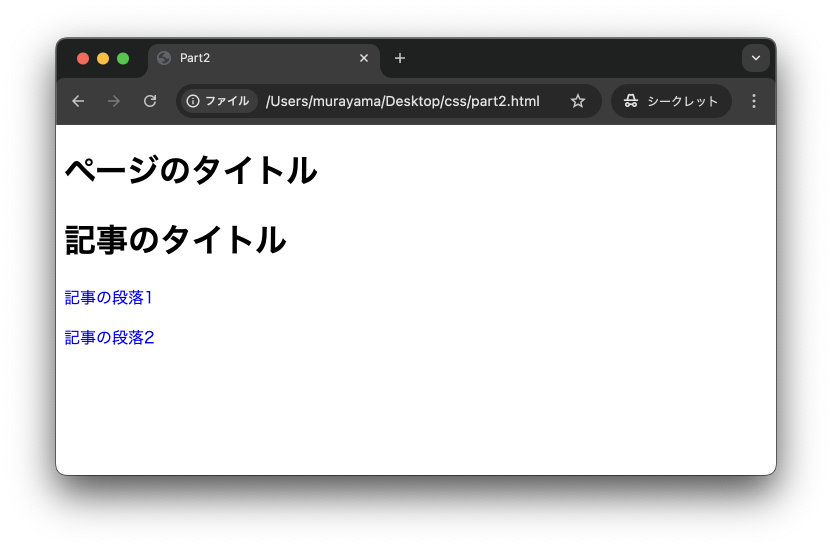 Part2
ファイル /Users/murayama/Desktop/css/part2.html シークレット
ページのタイトル
記事のタイトル
記事の段落1
記事の段落2